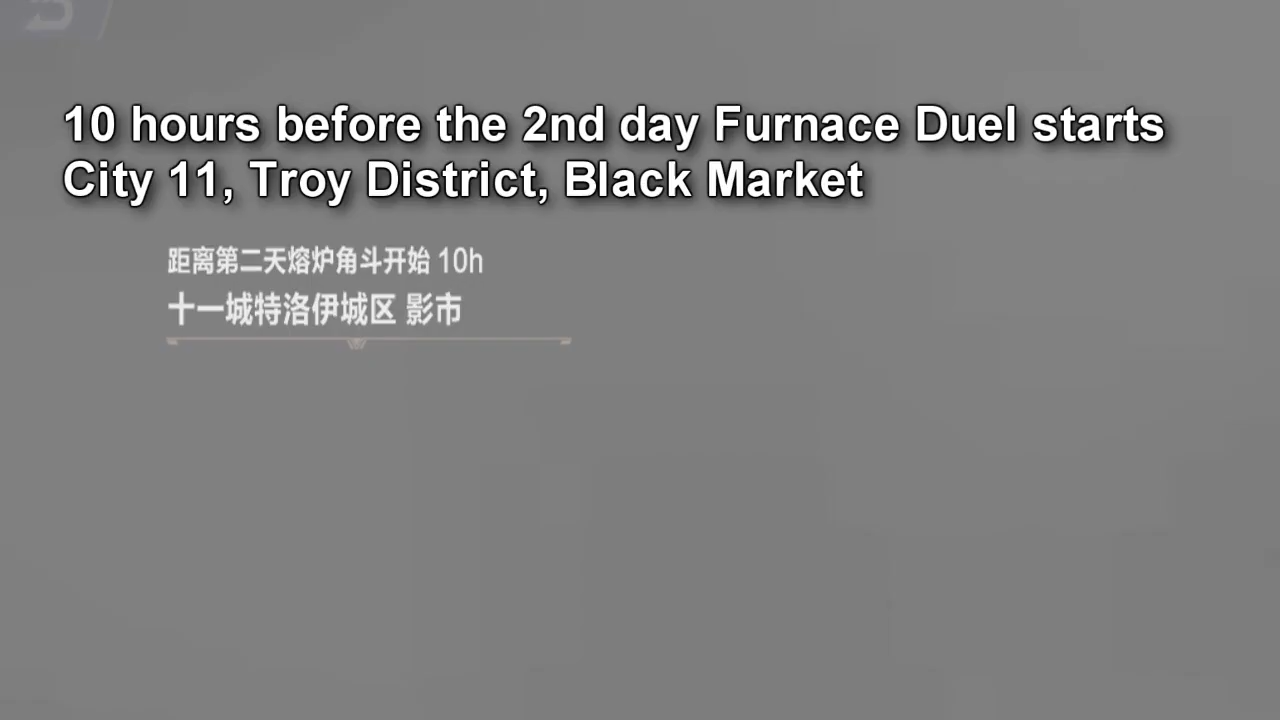 10 hours before the 2nd day Furnace Duel starts
City 11, Troy District, Black Market
距离第二天熔炉角斗开始 10h
十一城特洛伊城区 影市